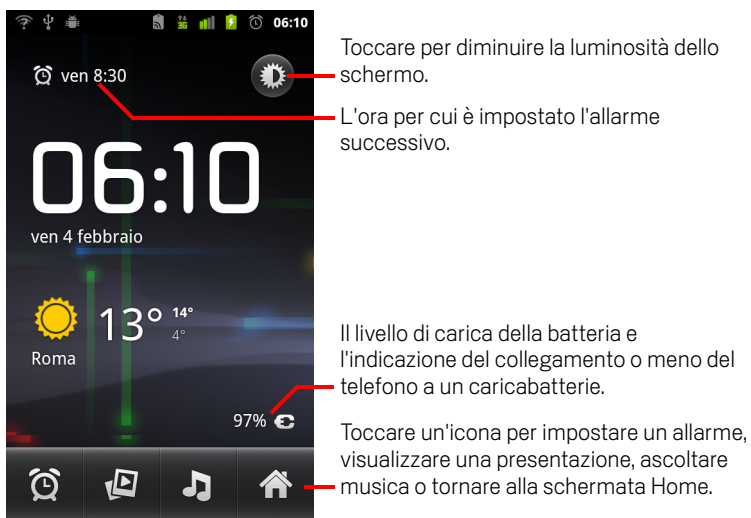 3G 06:10
ven 8:30
06:10
ven 4 febbraio
13° 14°
4°
Roma
97%
Toccare per diminuire la luminosità dello
schermo.
L'ora per cui è impostato l'allarme
successivo.
Il livello di carica della batteria e
l'indicazione del collegamento o meno del
telefono a un caricabatterie.
Toccare un'icona per impostare un allarme,
visualizzare una presentazione, ascoltare
musica o tornare alla schermata Home.